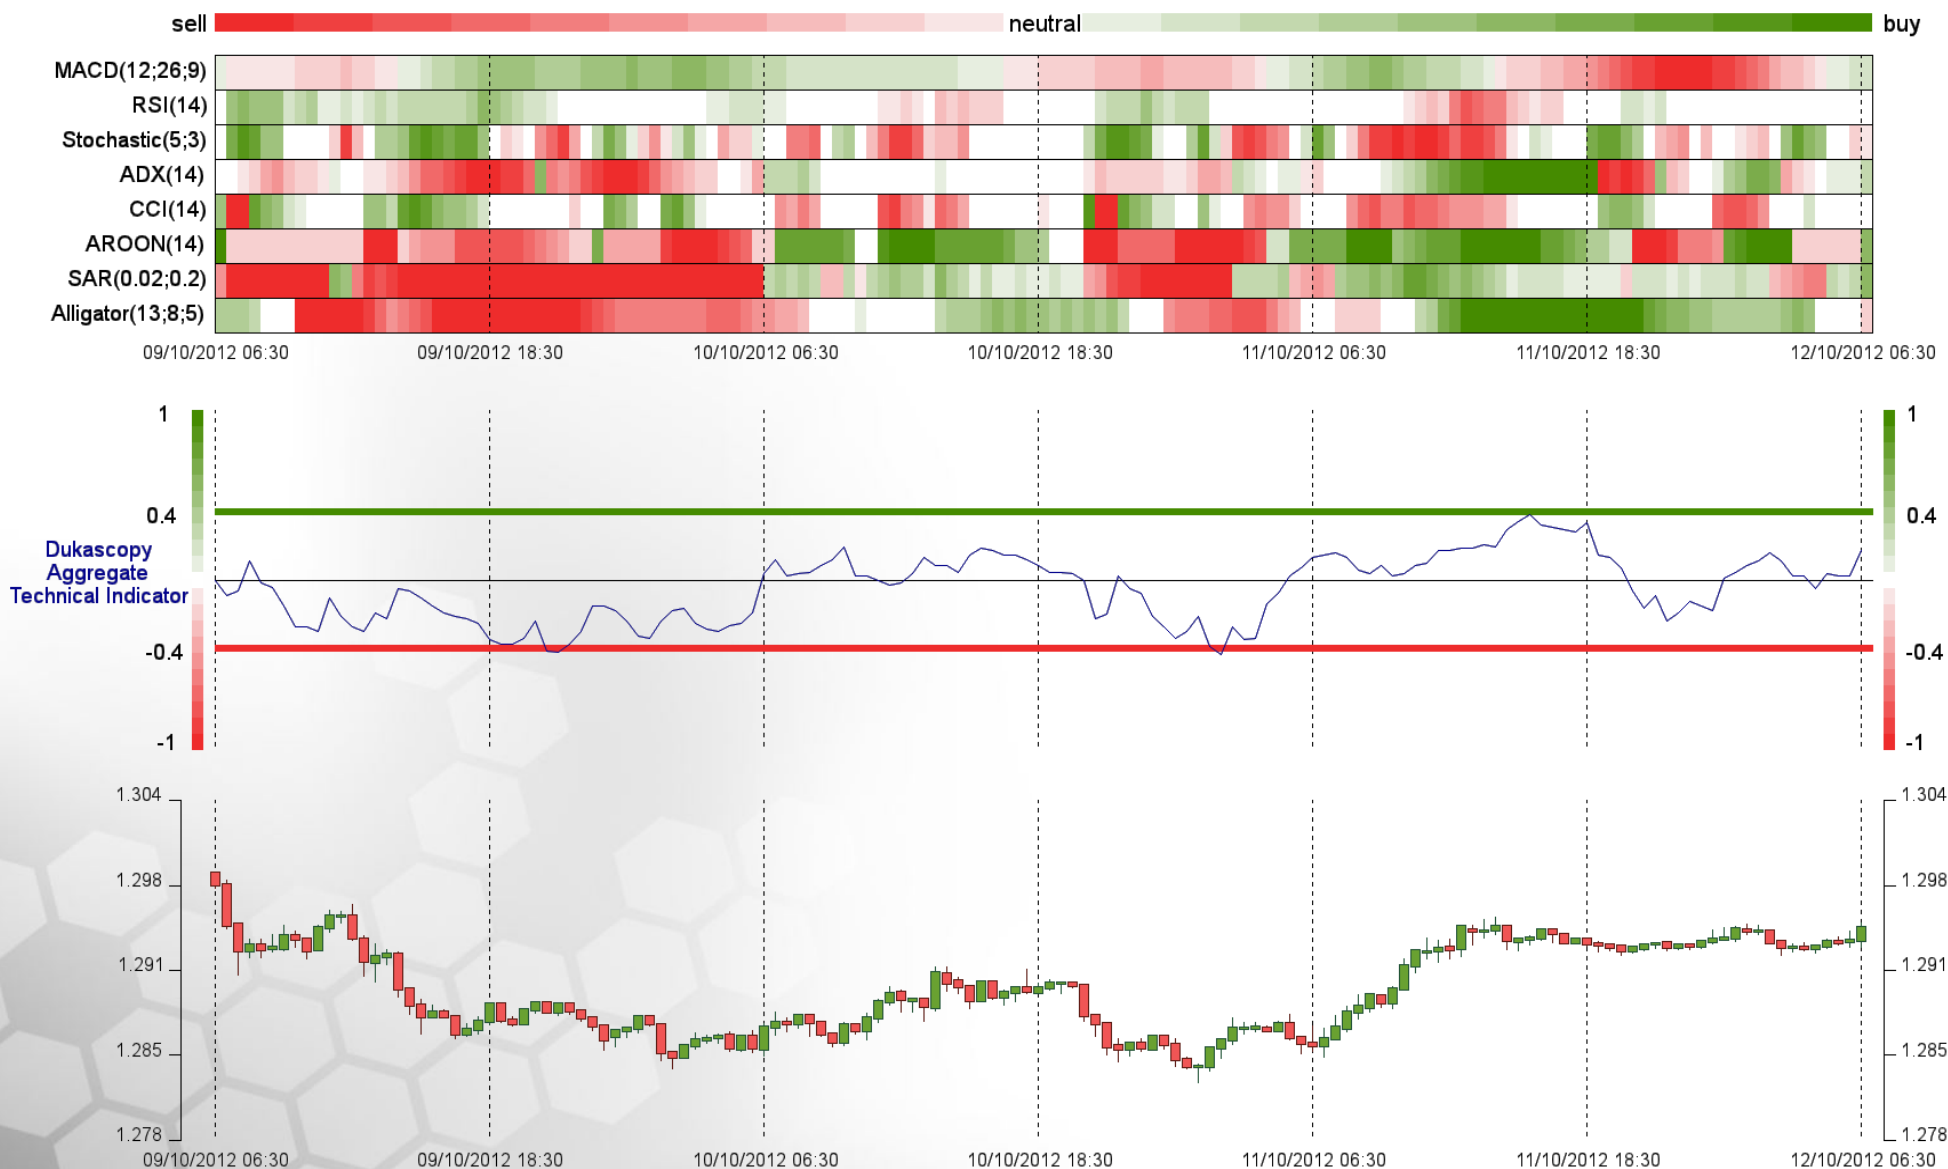 sell neutral buy
MACD(12;26;9)
RSI(14)
Stochastic(5;3)
ADX(14)
CCI(14)
AROON(14)
SAR(0.02;0.2)
Alligator(13;8;5)
09/10/2012 06:30 09/10/2012 18:30 10/10/2012 06:30 10/10/2012 18:30 11/10/2012 06:30 11/10/2012 18:30 12/10/2012 06:30
1 1
0.4 0.4
Dukascopy
Aggregate
Technical Indicator
-0.4 -0.4
-1 -1
1.304 1.304
1.298 1.298
1.291 1.291
1.285 1.285
1.278 1.278
09/10/2012 06:30 09/10/2012 18:30 10/10/2012 06:30 10/10/2012 18:30 11/10/2012 06:30 11/10/2012 18:30 12/10/2012 06:30